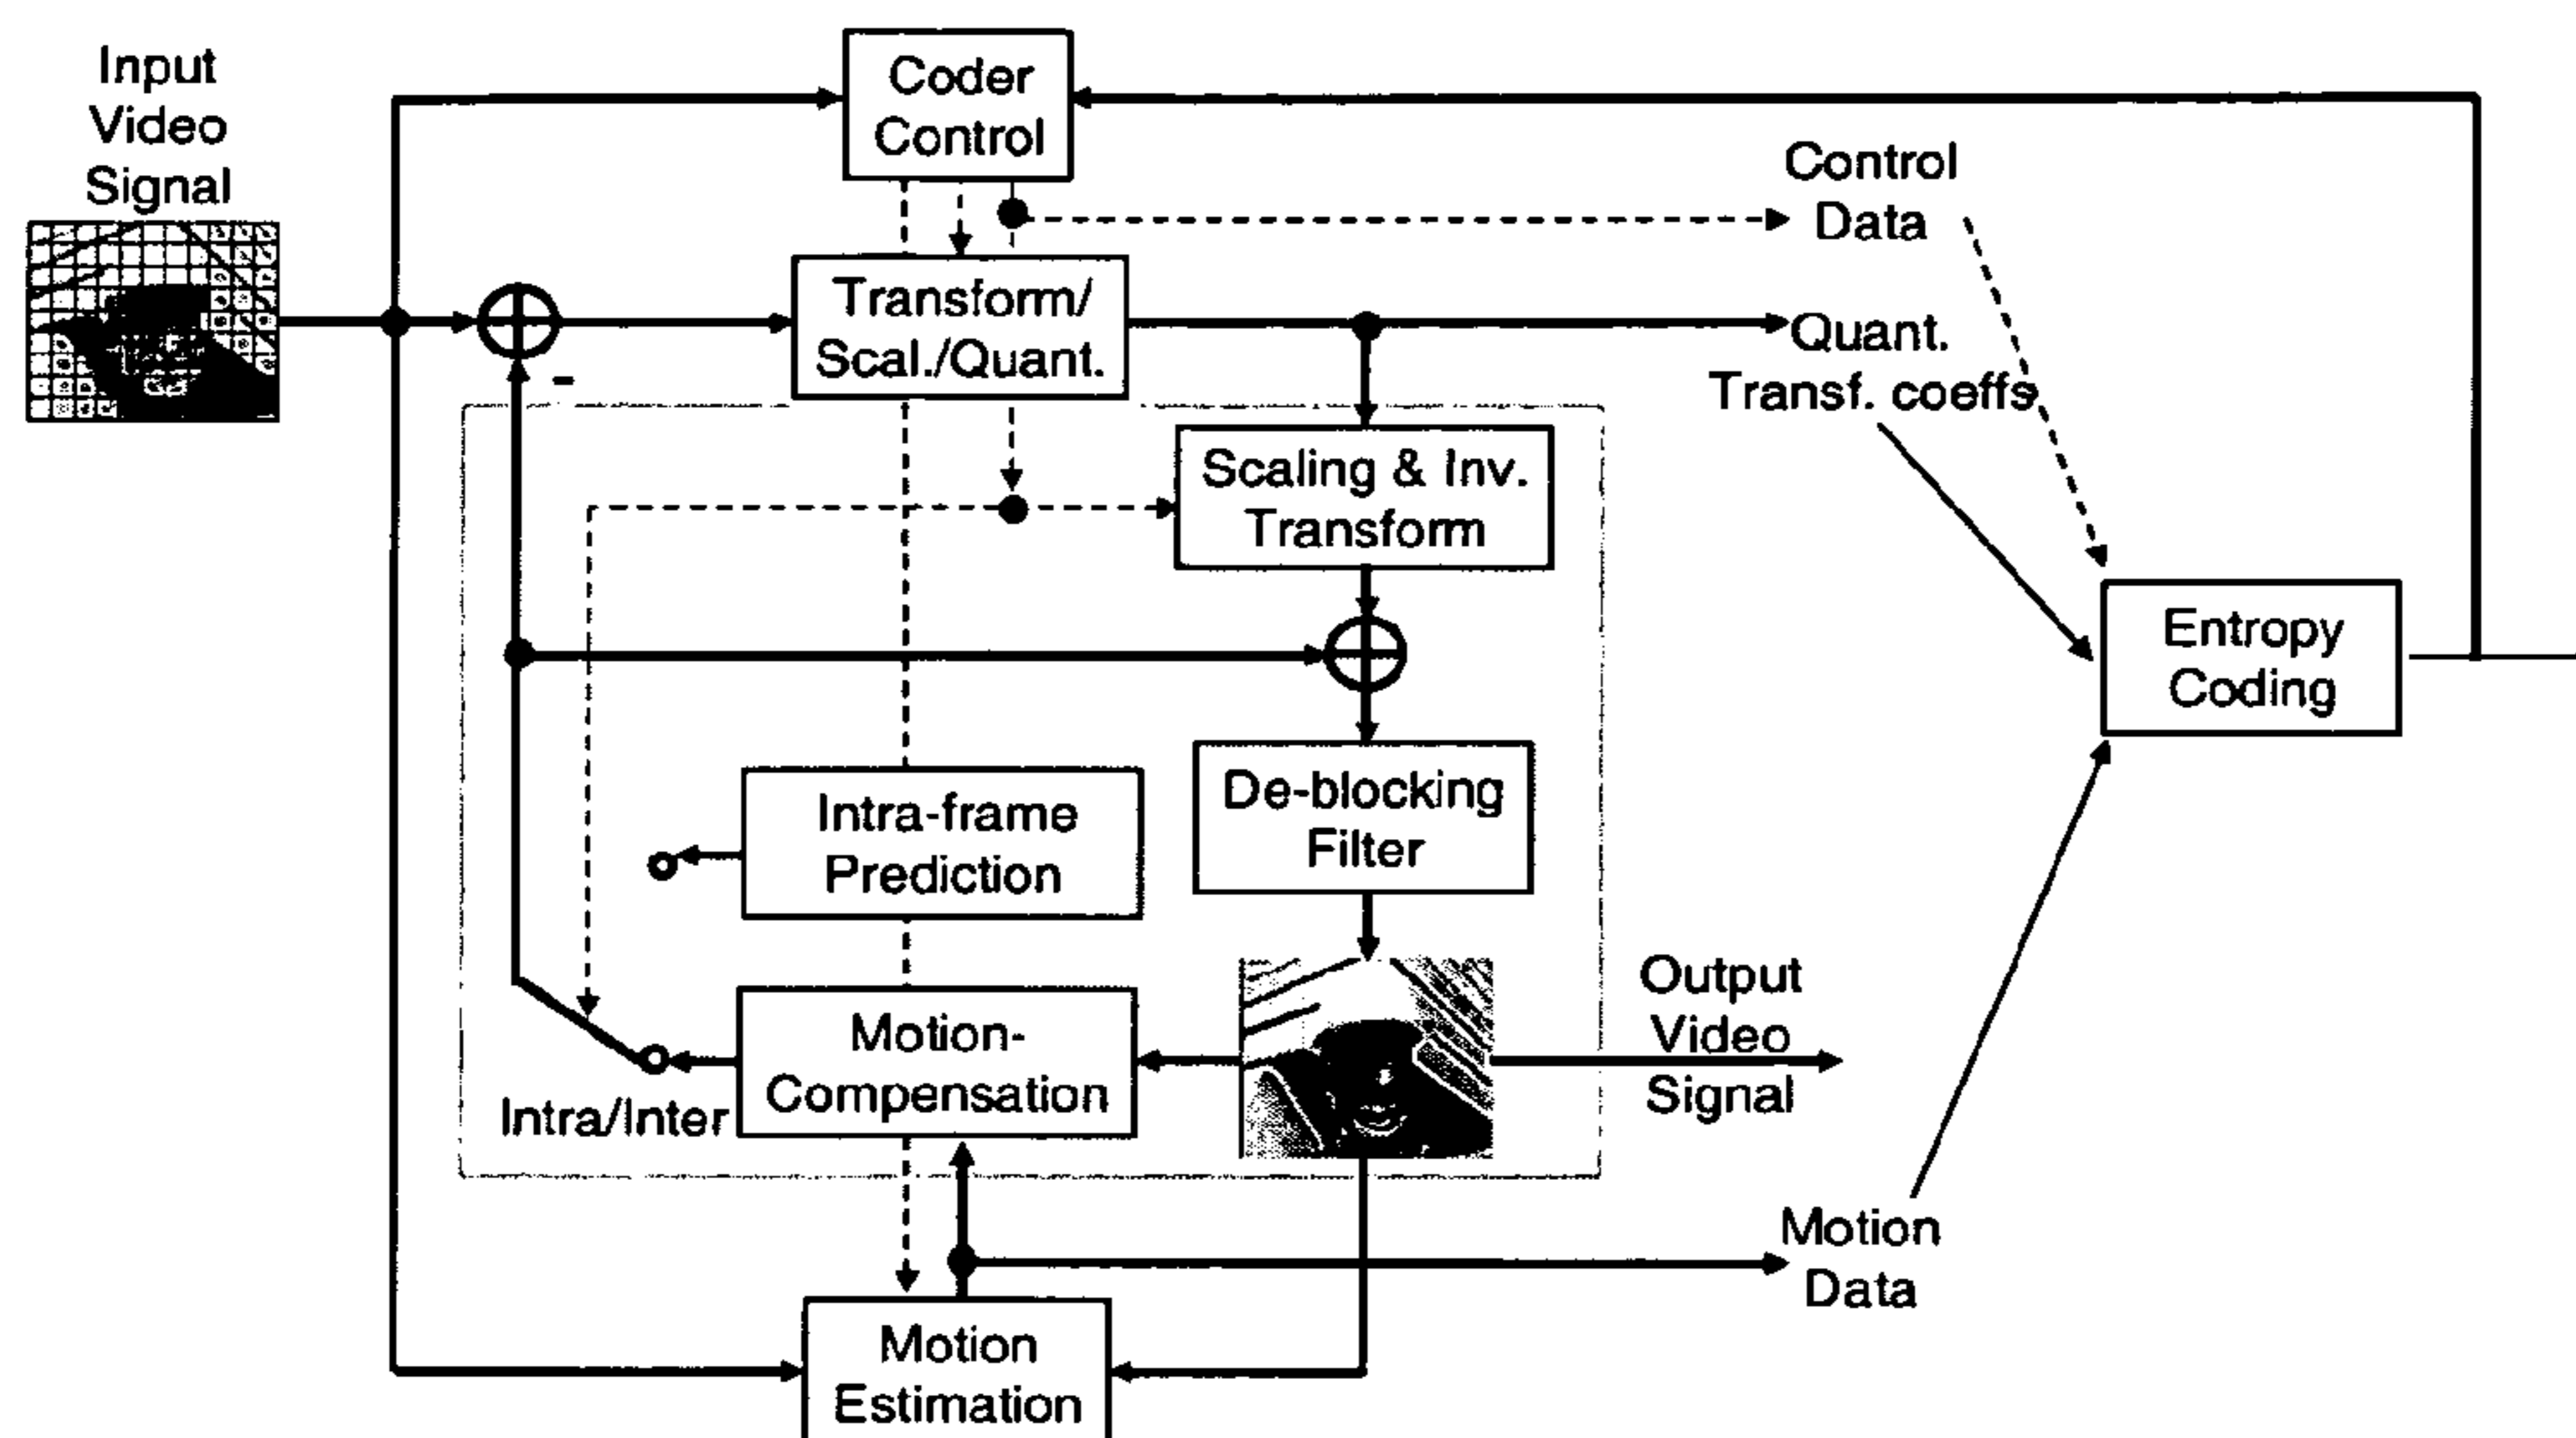 Input
Video
Signal
Coder
Control
Control
Data
Transform/
Scal./Quant.
Quant.
Transf. coeffs
-
Scaling & Inv.
Transform
Entropy
Coding
Intra-frame
Prediction
De-blocking
Filter
Motion-
Compensation
Intra/Inter
Output
Video
Signal
Motion
Data
Motion
Estimation